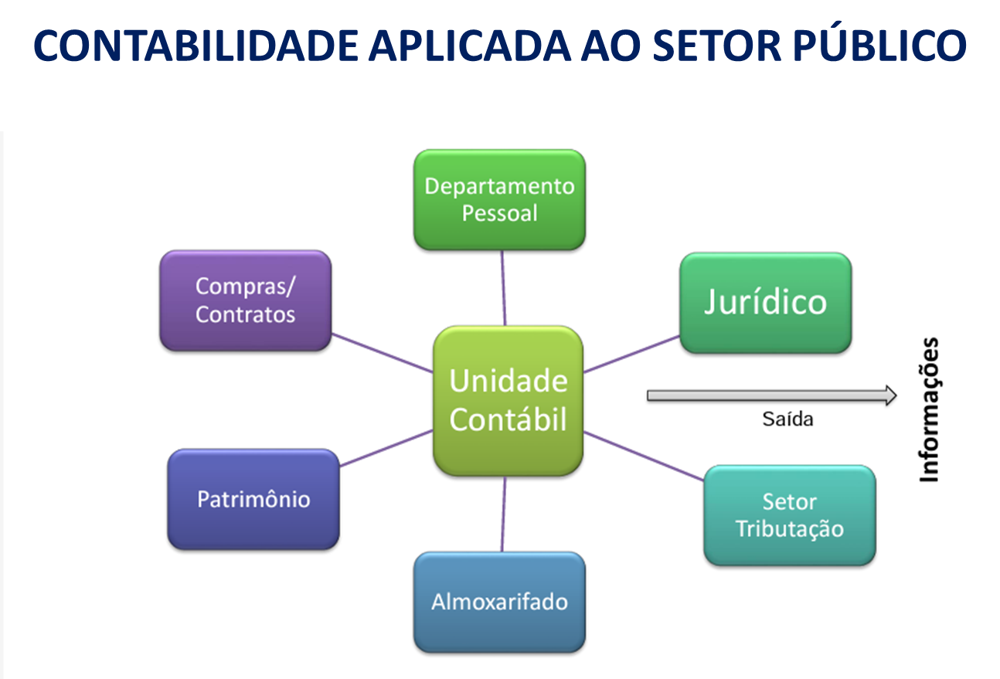 CONTABILIDADE APLICADA AO SETOR PÚBLICO
Departamento
Pessoal
Compras/
Contratos
Jurídico
Unidade
Contábil
Saída
Informações
Patrimônio
Setor
Tributação
Almoxarifado